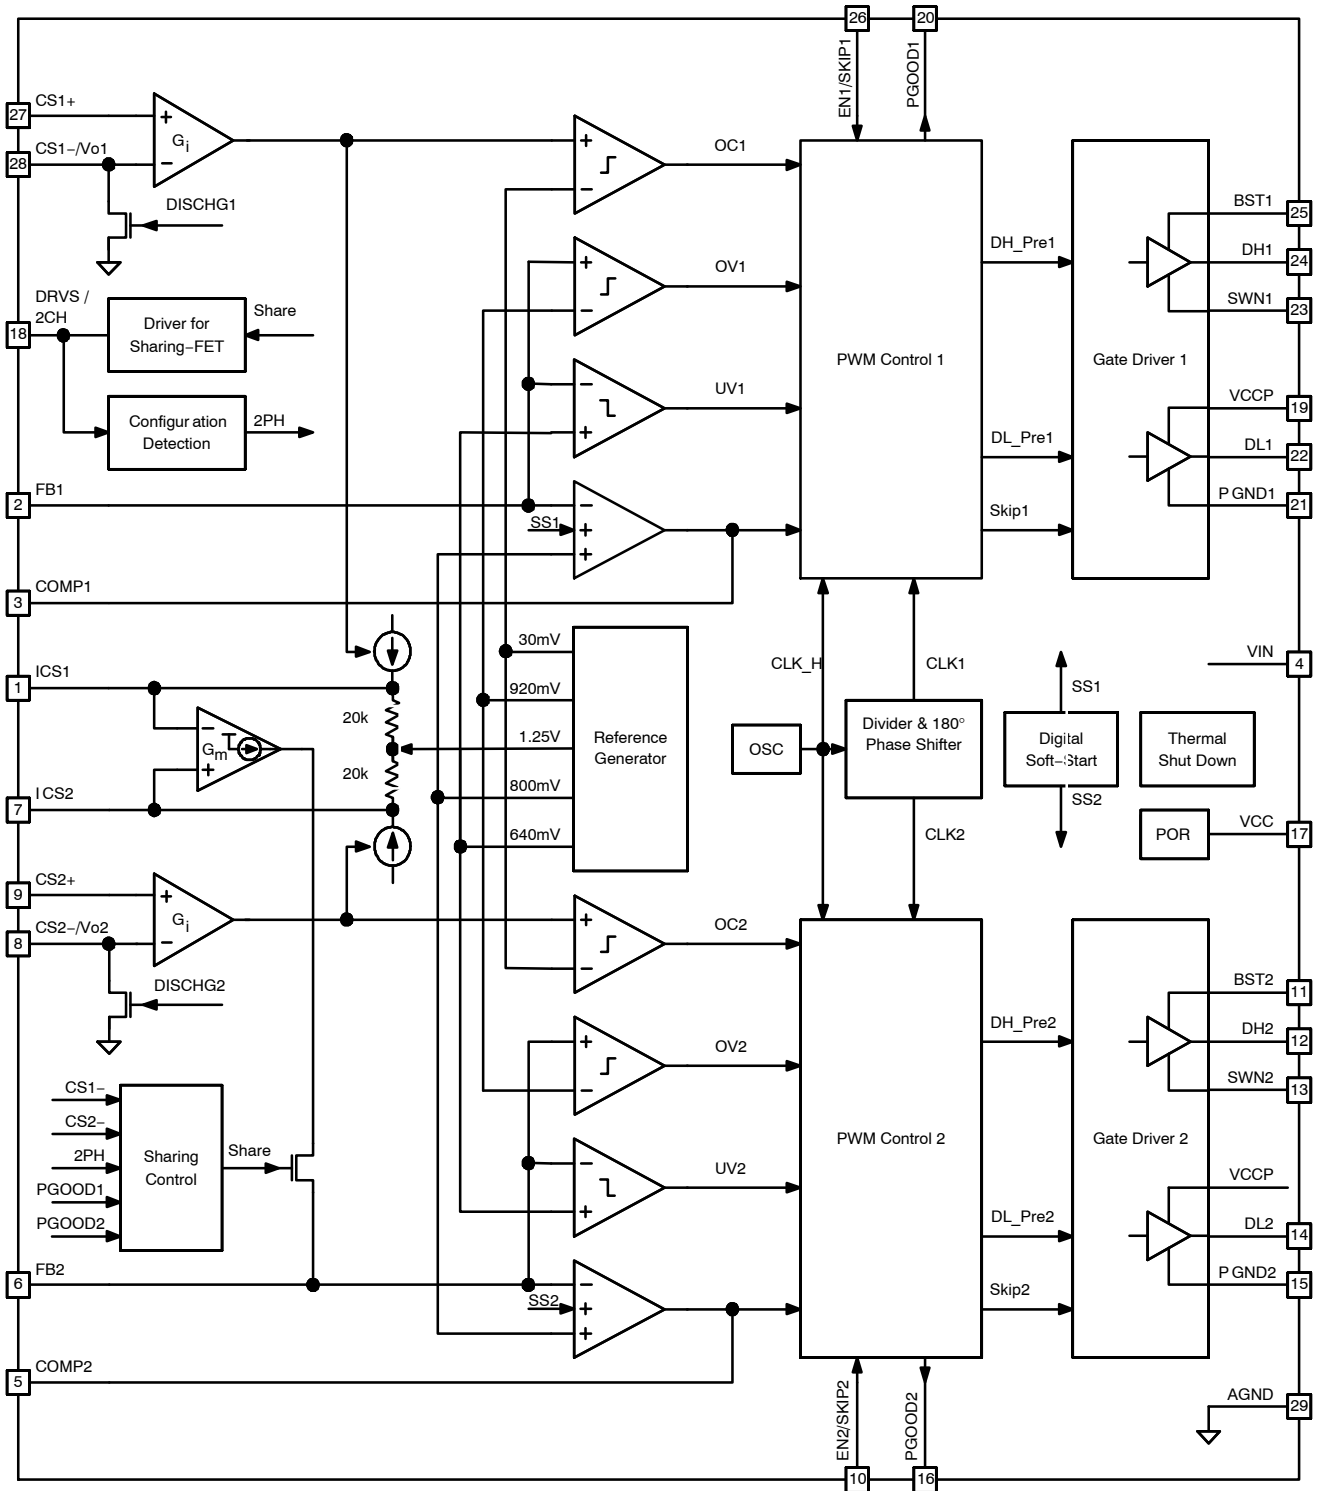 26
20
EN1/SKIP1
PGOOD1
27
CS1+
28
CS1-/Vo1
+
Gi
-
DISCHG1
+
-
OC1
DRVS /
2CH
18
Driver for
Sharing-FET
Share
Configuration
Detection
2PH
+
-
OV1
-
+
UV1
PWM Control 1
DH_Pre1
DL_Pre1
Skip1
Gate Driver 1
BST1
25
DH1
24
SWN1
23
VCCP
19
DL1
22
PGND1
21
2
FB1
-
SS1
+
+
3
COMP1
1
ICS1
-
Gm
+
7
ICS2
20k
20k
30mV
920mV
1.25V
800mV
640mV
Reference
Generator
CLK_H
CLK1
OSC
Divider & 180°
Phase Shifter
CLK2
SS1
Digital
Soft-Start
SS2
Thermal
Shut Down
VIN
4
POR
VCC
17
9
CS2+
8
CS2-/Vo2
+
Gi
-
DISCHG2
+
-
OC2
+
-
OV2
-
+
UV2
CS1-
CS2-
2PH
PGOOD1
PGOOD2
Sharing
Control
Share
PWM Control 2
DH_Pre2
DL_Pre2
Skip2
Gate Driver 2
BST2
11
DH2
12
SWN2
13
VCCP
DL2
14
PGND2
15
6
FB2
-
SS2
+
+
5
COMP2
EN2/SKIP2
PGOOD2
10
16
AGND
29